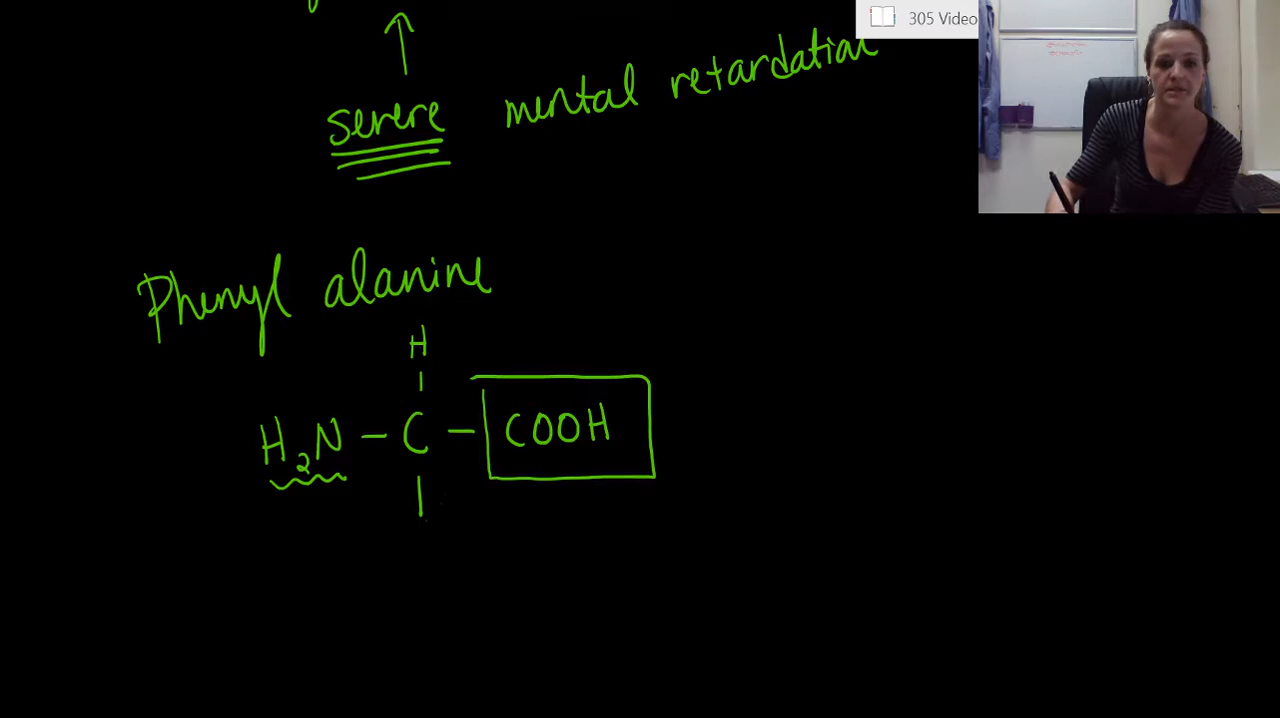 305 Video
severe mental retardation
Phenyl alanine
H
H2N - C - COOH